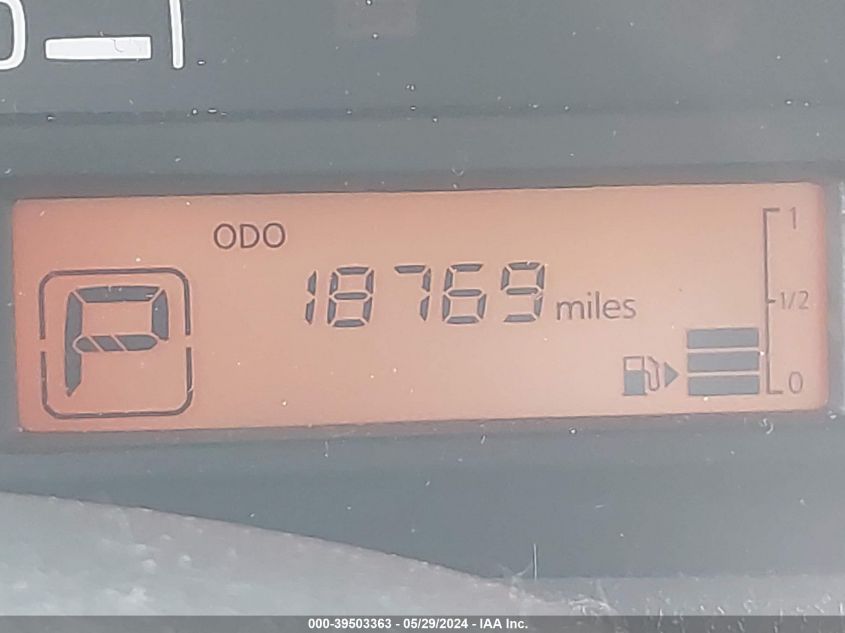 ODO
18769 miles
P
1
1/2
0
000-39503363 - 05/29/2024 - IAA Inc.